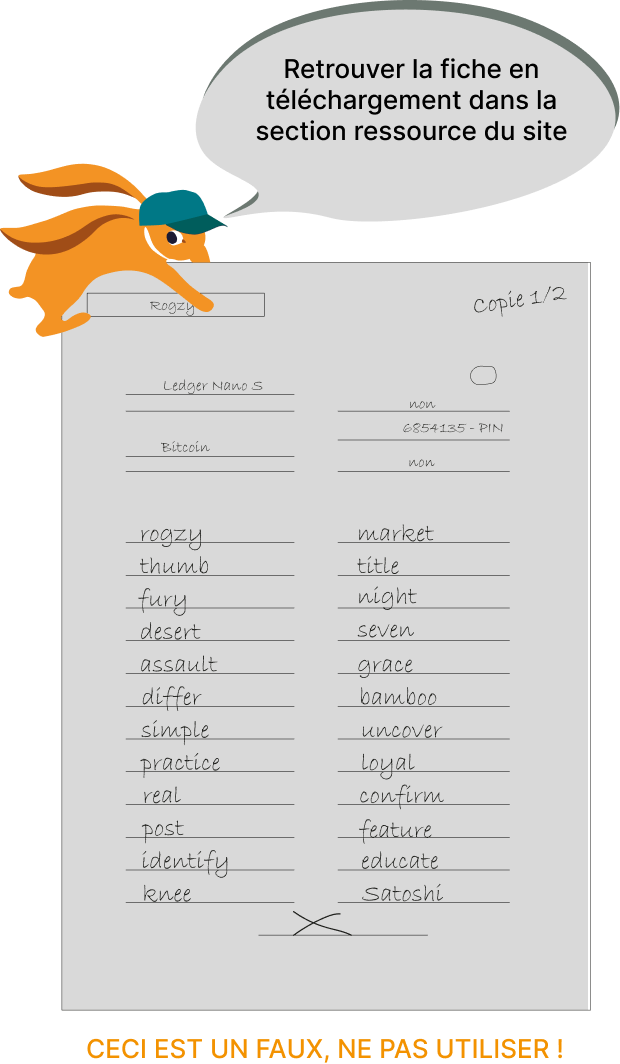 Retrouver la fiche en
téléchargement dans la
section ressource du site
Rogzy
Copie 1/2
Ledger Nano S
non
6854135 - PIN
Bitcoin
non
rogzy
thumb
fury
desert
assault
differ
simple
practice
real
post
identify
knee
market
title
night
seven
grace
bamboo
uncover
loyal
confirm
feature
educate
Satoshi
CECI EST UN FAUX, NE PAS UTILISER !